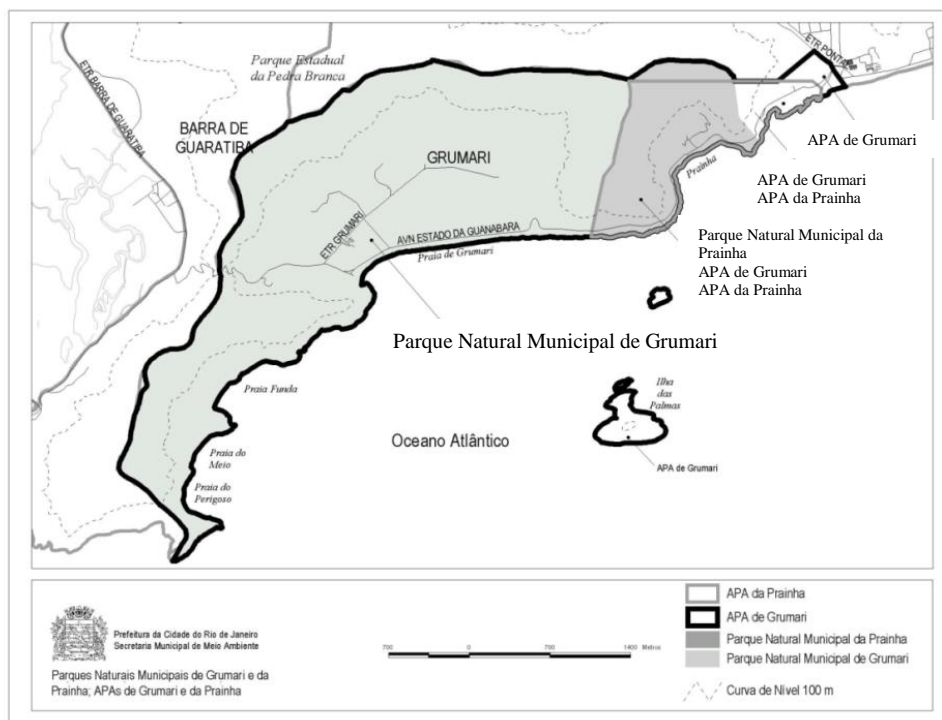 Parque Estadual
da Pedra Branca
ETR PONTAL
ETR BARRA DE GUARATIBA
BARRA DE
GUARATIBA
GRUMARI
Prainha
APA de Grumari
APA de Grumari
APA da Prainha
Parque Natural Municipal da
Prainha
APA de Grumari
APA da Prainha
ETR GRUMARI
AVN ESTADO DA GUANABARA
Praia de Grumari
Parque Natural Municipal de Grumari
Praia Funda
Ilha
das
Palmas
Oceano Atlântico
Praia do
Meio
APA de Grumari
Praia do
Perigoso
Prefeitura da Cidade do Rio de Janeiro
Secretaria Municipal de Meio Ambiente
Parques Naturais Municipais de Grumari e da
Prainha; APAs de Grumari e da Prainha
700 0 700 1400 Metros
APA da Prainha
APA de Grumari
Parque Natural Municipal da Prainha
Parque Natural Municipal de Grumari
Curva de Nível 100 m